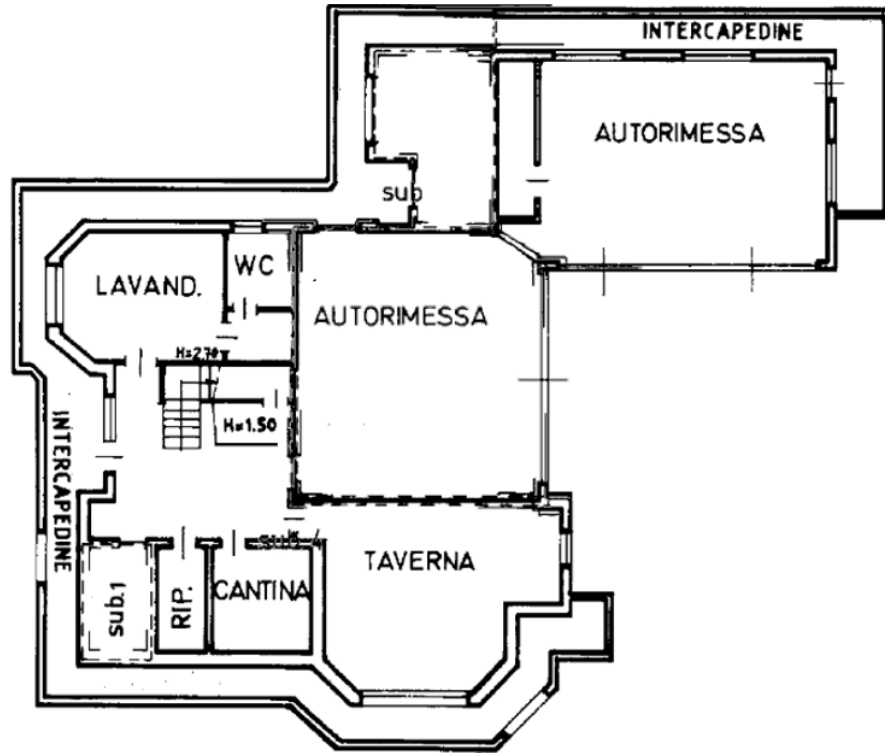 INTERCAPEDINE
AUTORIMESSA
sub
WC
LAVAND.
AUTORIMESSA
H=2.70
H=1.50
INTERCAPEDINE
TAVERNA
CANTINA
RIP.
sub.1